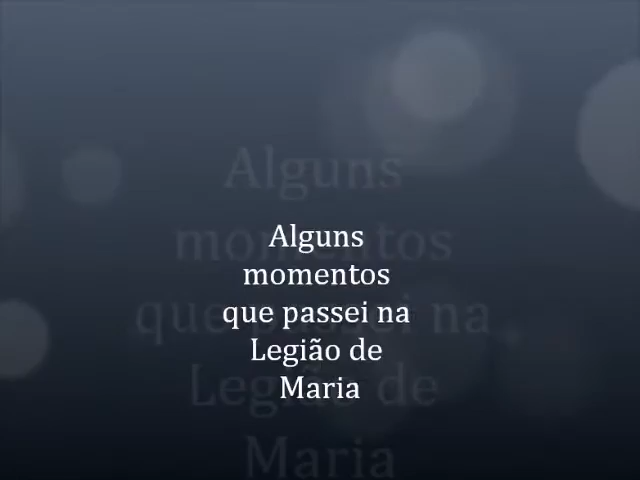 Alguns
momentos
que passei na
Legião de
Maria